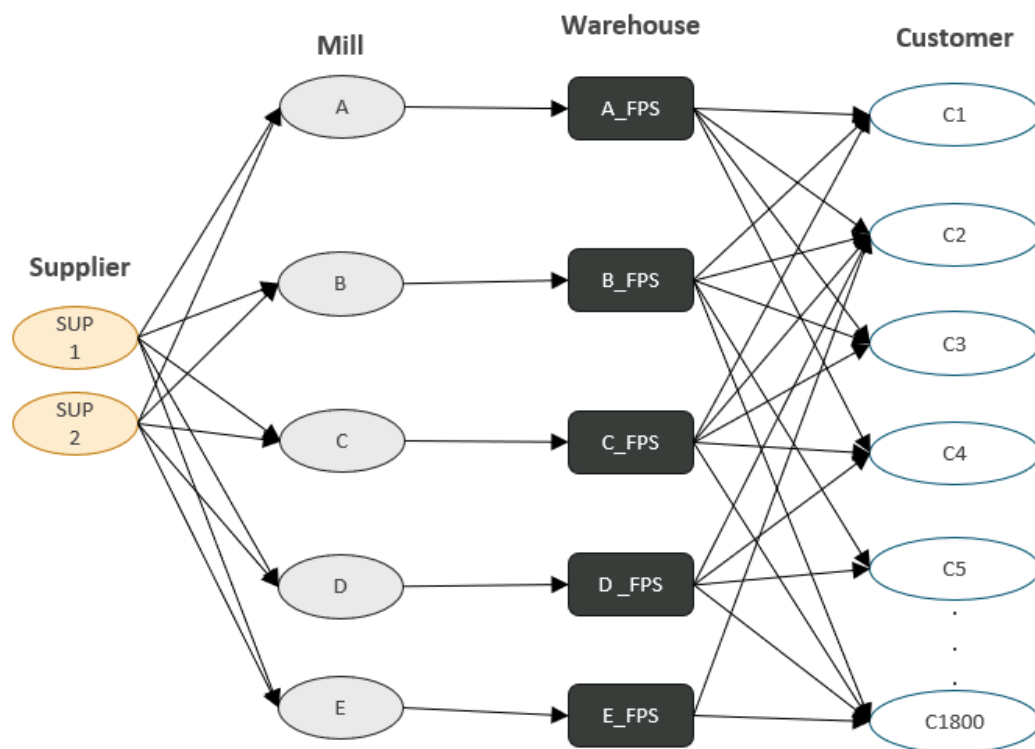 Supplier
SUP
1
SUP
2
Mill
A
B
C
D
E
Warehouse
A_FPS
B_FPS
C_FPS
D _FPS
E_FPS
Customer
C1
C2
C3
C4
C5
.
.
.
C1800